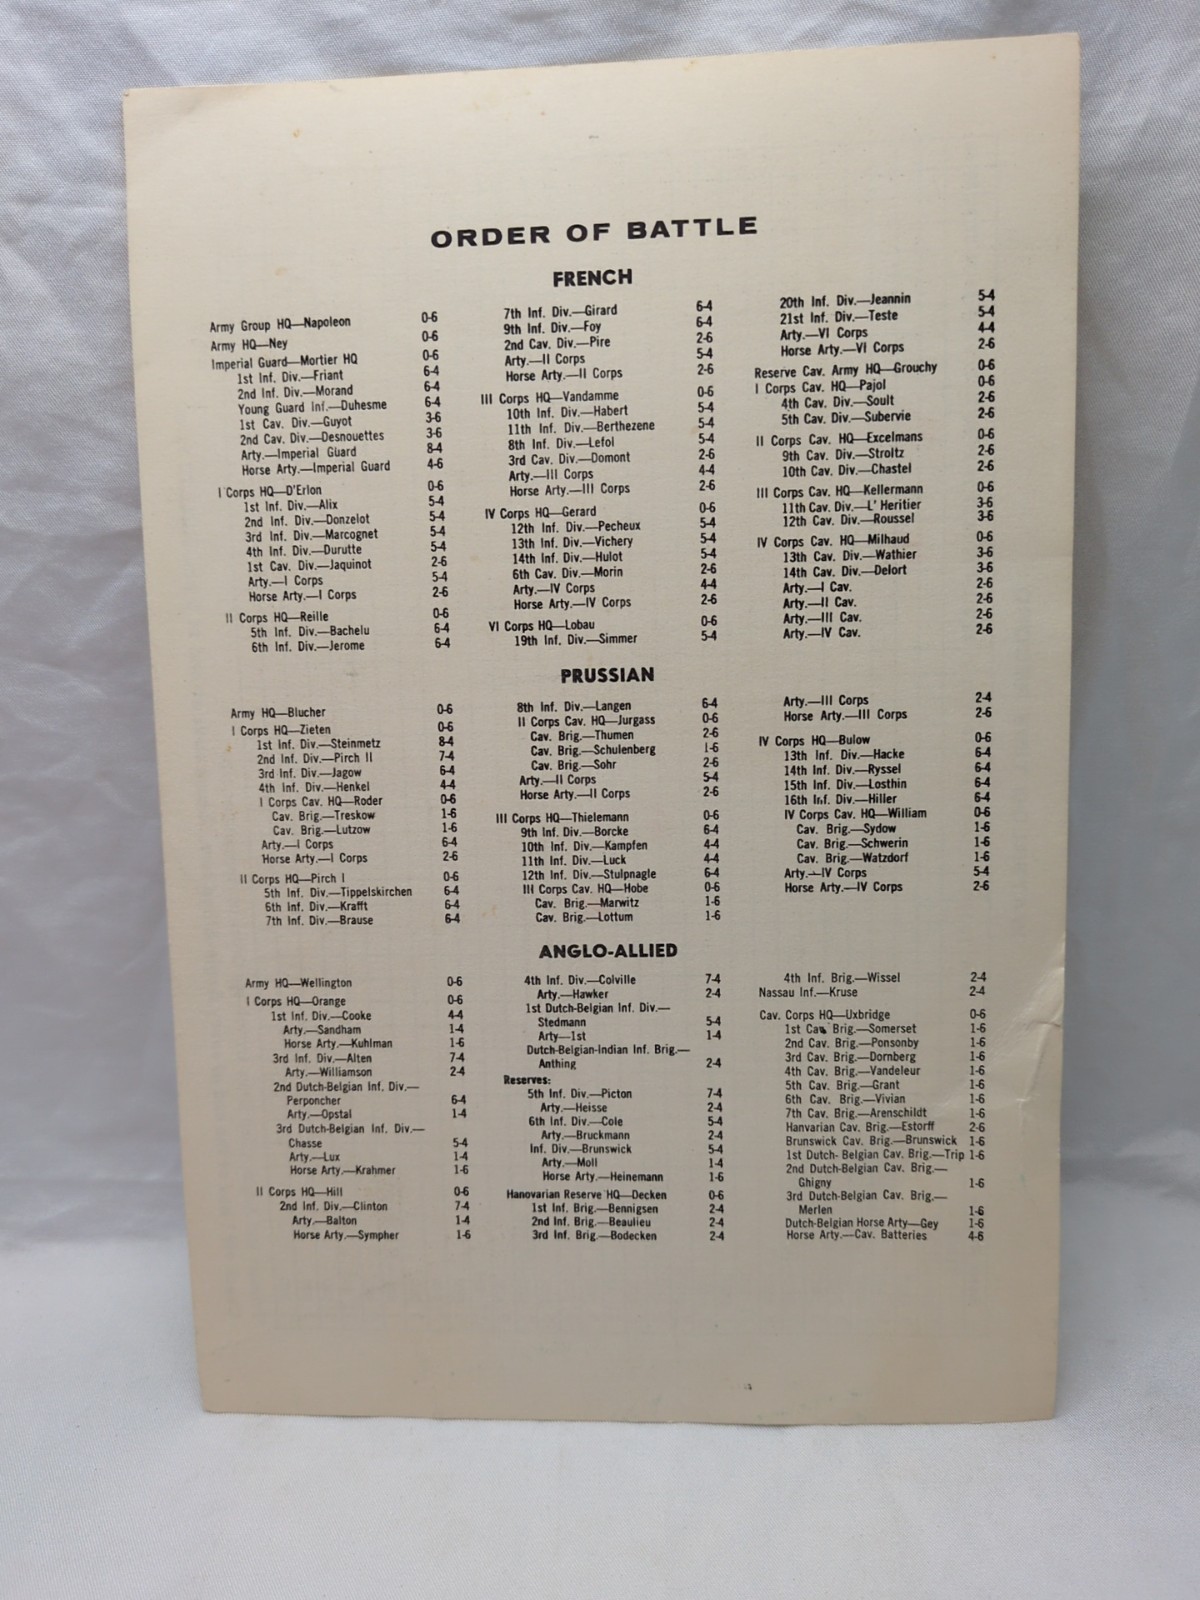 ORDER OF BATTLE
FRENCH
Army Group HQ—Napoleon 0-6
Army HQ—Ney 0-6
Imperial Guard—Mortier HQ 0-6
1st Inf. Div.—Friant 6-4
2nd Inf. Div.—Morand 6-4
Young Guard Inf.—Duhesme 6-4
1st Cav. Div.—Guyot 3-6
2nd Cav. Div.—Desnouettes 3-6
Arty.—Imperial Guard 8-4
Horse Arty.—Imperial Guard 4-6
I Corps HQ—D'Erlon 0-6
1st Inf. Div.—Alix 5-4
2nd Inf. Div.—Donzelot 5-4
3rd Inf. Div.—Marcognet 5-4
4th Inf. Div.—Durutte 5-4
1st Cav. Div.—Jaquinot 2-6
Arty.—I Corps 5-4
Horse Arty.—I Corps 2-6
II Corps HQ—Reille 0-6
5th Inf. Div.—Bachelu 6-4
6th Inf. Div.—Jerome 6-4
7th Inf. Div.—Girard 6-4
9th Inf. Div.—Foy 6-4
2nd Cav. Div.—Pire 2-6
Arty.—II Corps 5-4
Horse Arty.—II Corps 2-6
III Corps HQ—Vandamme 0-6
10th Inf. Div.—Habert 5-4
11th Inf. Div.—Berthezene 5-4
8th Inf. Div.—Lefol 5-4
3rd Cav. Div.—Domont 2-6
Arty.—III Corps 4-4
Horse Arty.—III Corps 2-6
IV Corps HQ—Gerard 0-6
12th Inf. Div.—Pecheux 5-4
13th Inf. Div.—Vichery 5-4
14th Inf. Div.—Hulot 5-4
6th Cav. Div.—Morin 2-6
Arty.—IV Corps 4-4
Horse Arty.—IV Corps 2-6
VI Corps HQ—Lobau 0-6
19th Inf. Div.—Simmer 5-4
20th Inf. Div.—Jeannin 5-4
21st Inf. Div.—Teste 5-4
Arty.—VI Corps 4-4
Horse Arty.—VI Corps 2-6
Reserve Cav. Army HQ—Grouchy 0-6
I Corps Cav. HQ—Pajol 0-6
4th Cav. Div.—Soult 2-6
5th Cav. Div.—Subervie 2-6
II Corps Cav. HQ—Excelmans 0-6
9th Cav. Div.—Stroltz 2-6
10th Cav. Div.—Chastel 2-6
III Corps Cav. HQ—Kellermann 0-6
11th Cav. Div.—L' Heritier 3-6
12th Cav. Div.—Roussel 3-6
IV Corps Cav. HQ—Milhaud 0-6
13th Cav. Div.—Wathier 3-6
14th Cav. Div.—Delort 3-6
Arty.—I Cav. 2-6
Arty.—II Cav. 2-6
Arty.—III Cav. 2-6
Arty.—IV Cav. 2-6
PRUSSIAN
Army HQ—Blucher 0-6
I Corps HQ—Zieten 0-6
1st Inf. Div.—Steinmetz 8-4
2nd Inf. Div.—Pirch II 7-4
3rd Inf. Div.—Jagow 6-4
4th Inf. Div.—Henkel 4-4
I Corps Cav. HQ—Roder 0-6
Cav. Brig.—Treskow 1-6
Cav. Brig.—Lutzow 1-6
Arty.—I Corps 6-4
Horse Arty.—I Corps 2-6
II Corps HQ—Pirch I 0-6
5th Inf. Div.—Tippelskirchen 6-4
6th Inf. Div.—Krafft 6-4
7th Inf. Div.—Brause 6-4
8th Inf. Div.—Langen 6-4
II Corps Cav. HQ—Jurgass 0-6
Cav. Brig.—Thumen 2-6
Cav. Brig.—Schulenberg 1-6
Cav. Brig.—Sohr 2-6
Arty.—II Corps 5-4
Horse Arty.—II Corps 2-6
III Corps HQ—Thielemann 0-6
9th Inf. Div.—Borcke 6-4
10th Inf. Div.—Kampfen 4-4
11th Inf. Div.—Luck 4-4
12th Inf. Div.—Stulpnagle 6-4
III Corps Cav. HQ—Hobe 0-6
Cav. Brig.—Marwitz 1-6
Cav. Brig.—Lottum 1-6
Arty.—III Corps 2-4
Horse Arty.—III Corps 2-6
IV Corps HQ—Bulow 0-6
13th Inf. Div.—Hacke 6-4
14th Inf. Div.—Ryssel 6-4
15th Inf. Div.—Losthin 6-4
16th Inf. Div.—Hiller 6-4
IV Corps Cav. HQ—William 0-6
Cav. Brig.—Sydow 1-6
Cav. Brig.—Schwerin 1-6
Cav. Brig.—Watzdorf 1-6
Arty.—IV Corps 5-4
Horse Arty.—IV Corps 2-6
ANGLO-ALLIED
Army HQ—Wellington 0-6
I Corps HQ—Orange 0-6
1st Inf. Div.—Cooke 4-4
Arty.—Sandham 1-4
Horse Arty.—Kuhlman 1-6
3rd Inf. Div.—Alten 7-4
Arty.—Williamson 2-4
2nd Dutch-Belgian Inf. Div.—
Perponcher 6-4
Arty.—Opstal 1-4
3rd Dutch-Belgian Inf. Div.—
Chasse 5-4
Arty.—Lux 1-4
Horse Arty.—Krahmer 1-6
II Corps HQ—Hill 0-6
2nd Inf. Div.—Clinton 7-4
Arty.—Balton 1-4
Horse Arty.—Sympher 1-6
4th Inf. Div.—Colville 7-4
Arty.—Hawker 2-4
1st Dutch-Belgian Inf. Div.—
Stedmann 5-4
Arty—1st 1-4
Dutch-Belgian-Indian Inf. Brig.—
Anthing 2-4
Reserves:
5th Inf. Div.—Picton 7-4
Arty.—Heisse 2-4
6th Inf. Div.—Cole 5-4
Arty.—Bruckmann 2-4
Inf. Div.—Brunswick 5-4
Arty.—Moll 1-4
Horse Arty.—Heinemann 1-6
Hanovarian Reserve HQ—Decken 0-6
1st Inf. Brig.—Bennigsen 2-4
2nd Inf. Brig.—Beaulieu 2-4
3rd Inf. Brig.—Bodecken 2-4
4th Inf. Brig.—Wissel 2-4
Nassau Inf.—Kruse 2-4
Cav. Corps HQ—Uxbridge 0-6
1st Cav. Brig.—Somerset 1-6
2nd Cav. Brig.—Ponsonby 1-6
3rd Cav. Brig.—Dornberg 1-6
4th Cav. Brig.—Vandeleur 1-6
5th Cav. Brig.—Grant 1-6
6th Cav. Brig.—Vivian 1-6
7th Cav. Brig.—Arenschildt 1-6
Hanvarian Cav. Brig.—Estorff 2-6
Brunswick Cav. Brig.—Brunswick 1-6
1st Dutch- Belgian Cav. Brig.—Trip 1-6
2nd Dutch-Belgian Cav. Brig.—
Ghigny 1-6
3rd Dutch-Belgian Cav. Brig.—
Merlen 1-6
Dutch-Belgian Horse Arty—Gey 1-6
Horse Arty.—Cav. Batteries 4-6